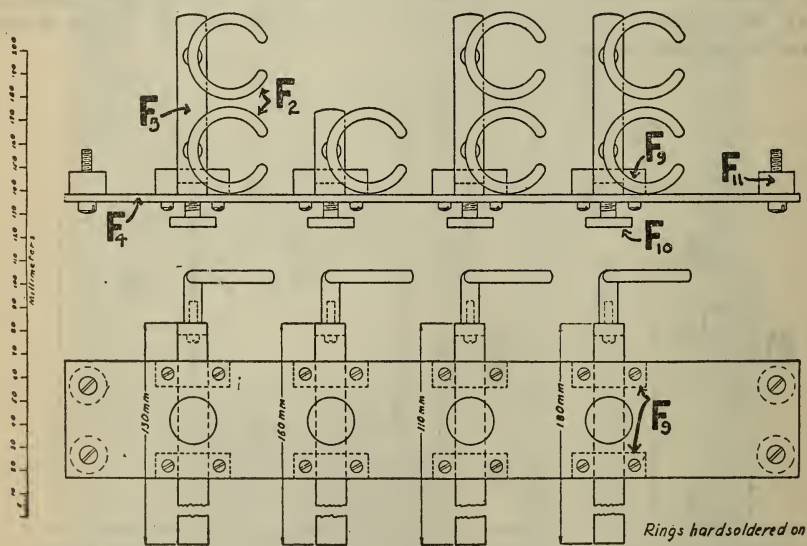 F2
F3
F9
F11
F4
F10
Millimeters
130mm
160mm
110mm
180mm
F9
Rings hardsoldered on